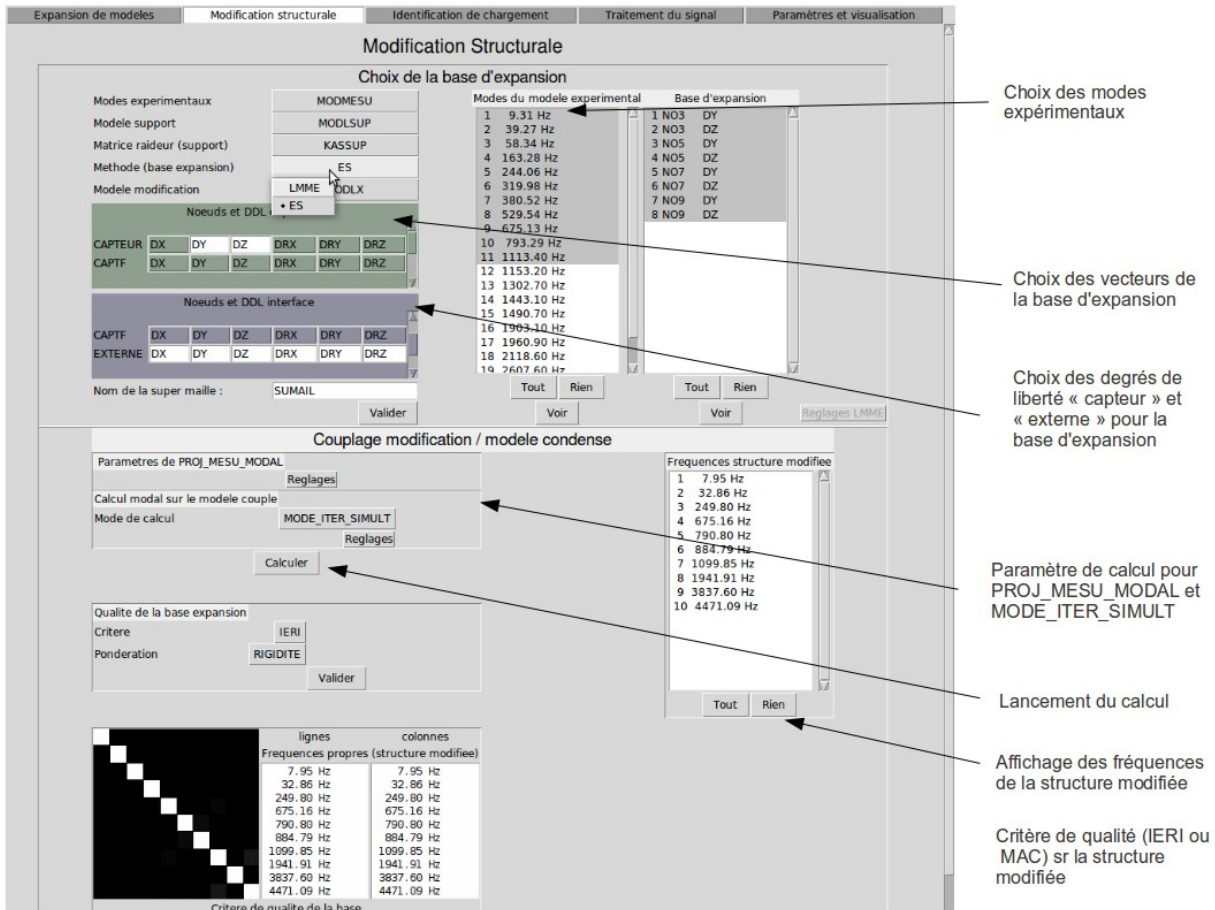 Expansion de modeles Modification structurale Identification de chargement Traitement du signal Paramètres et visualisation
Modification Structurale
Choix de la base d'expansion
Modes experimentaux MODMESU
Modele support MODLSUP
Matrice raideur (support) KASSUP
Methode (base expansion) ES
Modele modification ODLX
LMME
• ES
Noeuds et DDL
CAPTEUR DX DY DZ DRX DRY DRZ
CAPTF DX DY DZ DRX DRY DRZ
Noeuds et DDL interface
CAPTF DX DY DZ DRX DRY DRZ
EXTERNE DX DY DZ DRX DRY DRZ
Nom de la super maille : SUMAIL
Valider
Modes du modele experimental
1 9.31 Hz
2 39.27 Hz
3 58.34 Hz
4 163.28 Hz
5 244.06 Hz
6 319.98 Hz
7 380.52 Hz
8 529.54 Hz
9 675.13 Hz
10 793.29 Hz
11 1113.40 Hz
12 1153.20 Hz
13 1302.70 Hz
14 1443.10 Hz
15 1490.70 Hz
16 1903.10 Hz
17 1960.90 Hz
18 2118.60 Hz
19 2607.60 Hz
Tout Rien
Voir
Base d'expansion
1 NO3 DY
2 NO3 DZ
3 NO5 DY
4 NO5 DZ
5 NO7 DY
6 NO7 DZ
7 NO9 DY
8 NO9 DZ
Tout Rien
Voir
Reglages LMME
Couplage modification / modele condense
Parametres de PROJ_MESU_MODAL
Reglages
Calcul modal sur le modele couple
Mode de calcul MODE_ITER_SIMULT
Reglages
Calculer
Qualite de la base expansion
Critere IERI
Ponderation RIGIDITE
Valider
Frequences structure modifiee
1 7.95 Hz
2 32.86 Hz
3 249.80 Hz
4 675.16 Hz
5 790.80 Hz
6 884.79 Hz
7 1099.85 Hz
8 1941.91 Hz
9 3837.60 Hz
10 4471.09 Hz
Tout Rien
lignes colonnes
Frequences propres (structure modifiee)
7.95 Hz 7.95 Hz
32.86 Hz 32.86 Hz
249.80 Hz 249.80 Hz
675.16 Hz 675.16 Hz
790.80 Hz 790.80 Hz
884.79 Hz 884.79 Hz
1099.85 Hz 1099.85 Hz
1941.91 Hz 1941.91 Hz
3837.60 Hz 3837.60 Hz
4471.09 Hz 4471.09 Hz
Critere de qualite de la base
Choix des modes
expérimentaux
Choix des vecteurs de
la base d'expansion
Choix des degrés de
liberté « capteur » et
« externe » pour la
base d'expansion
Paramètre de calcul pour
PROJ_MESU_MODAL et
MODE_ITER_SIMULT
Lancement du calcul
Affichage des fréquences
de la structure modifiée
Critère de qualité (IERI ou
MAC) sr la structure
modifiée